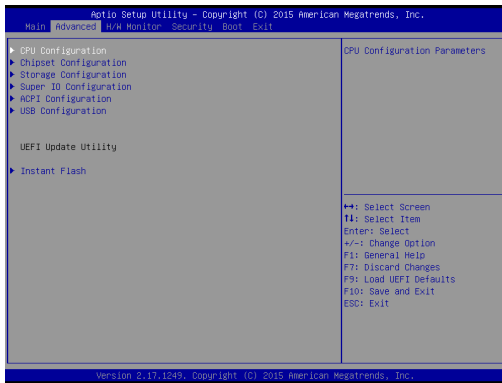 Aptio Setup Utility – Copyright (C) 2015 American Megatrends, Inc.
Main Advanced H/W Monitor Security Boot Exit
CPU Configuration
Chipset Configuration
Storage Configuration
Super IO Configuration
ACPI Configuration
USB Configuration
UEFI Update Utility
Instant Flash
CPU Configuration Parameters
↔: Select Screen
↑↓: Select Item
Enter: Select
+/-: Change Option
F1: General Help
F7: Discard Changes
F9: Load UEFI Defaults
F10: Save and Exit
ESC: Exit
Version 2.17.1249. Copyright (C) 2015 American Megatrends, Inc.